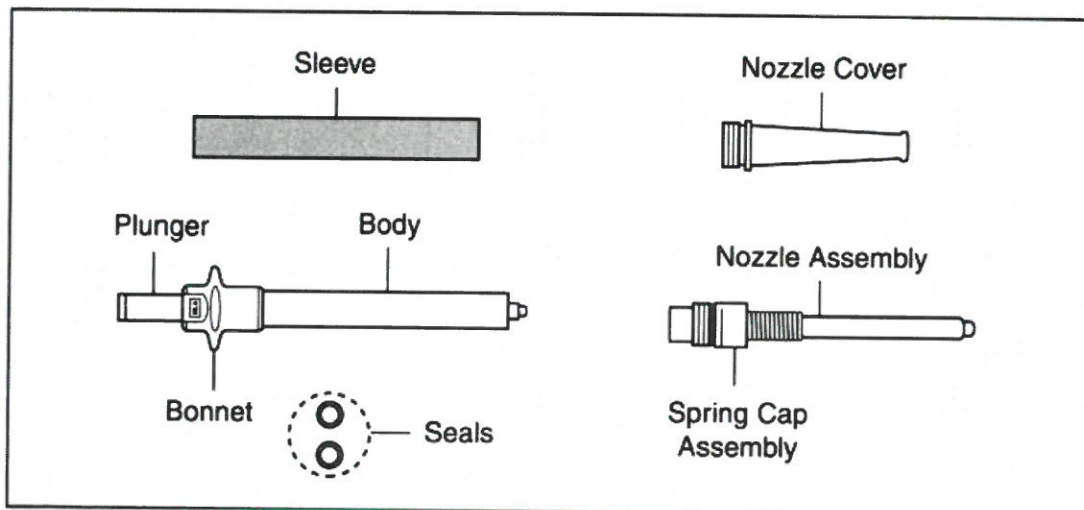 Sleeve
Nozzle Cover
Plunger
Body
Nozzle Assembly
Bonnet
Seals
Spring Cap
Assembly